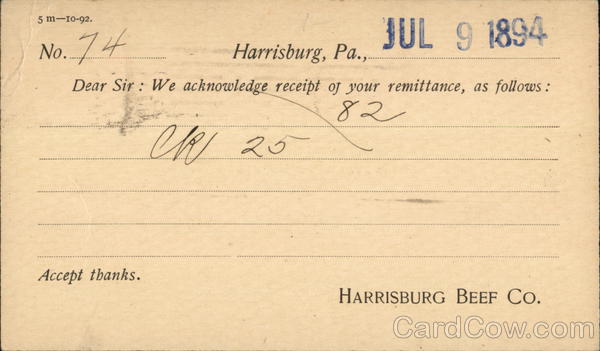 5 m—10-92.
No. 74 Harrisburg, Pa., JUL 9 1894
Dear Sir: We acknowledge receipt of your remittance, as follows:
82
Ck 25
Accept thanks.
HARRISBURG BEEF CO.
CardCow.com